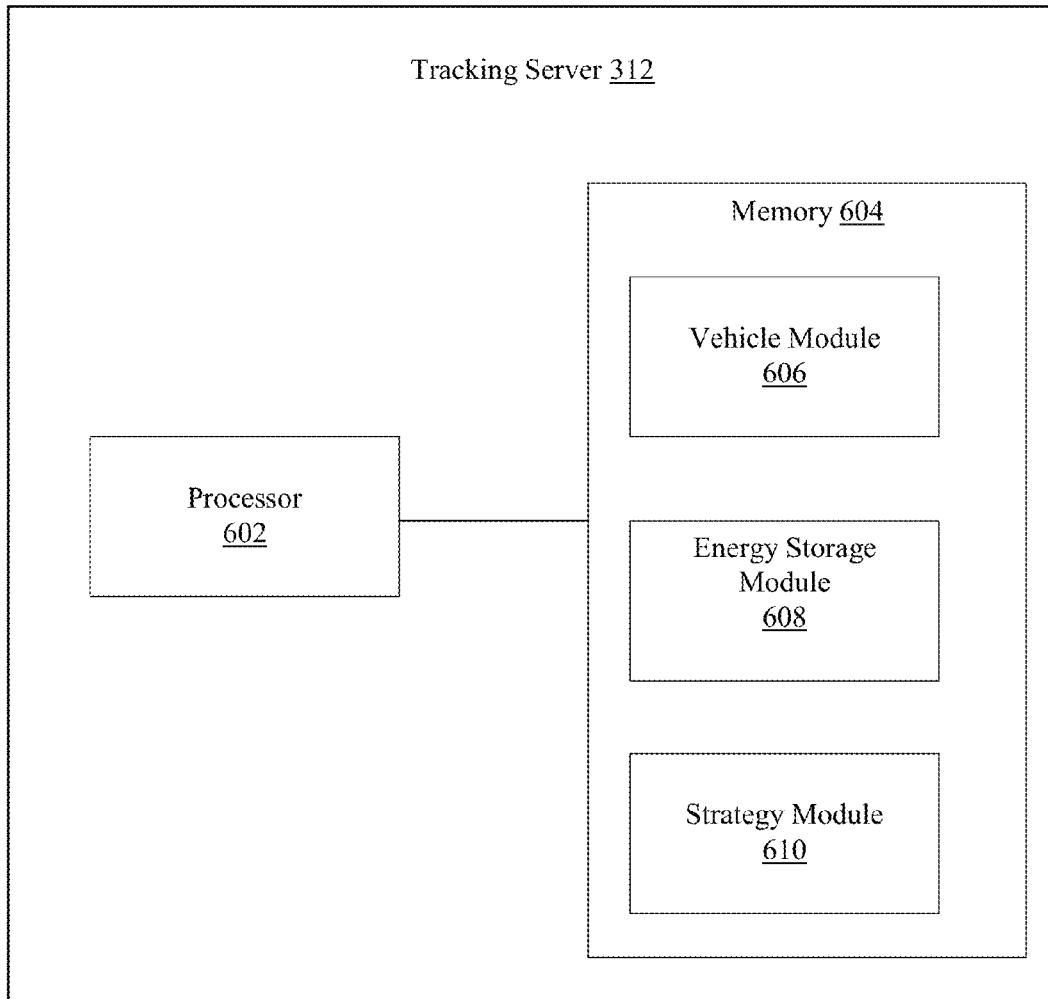 Tracking Server 312
Memory 604
Vehicle Module
606
Processor
602
Energy Storage
Module
608
Strategy Module
610